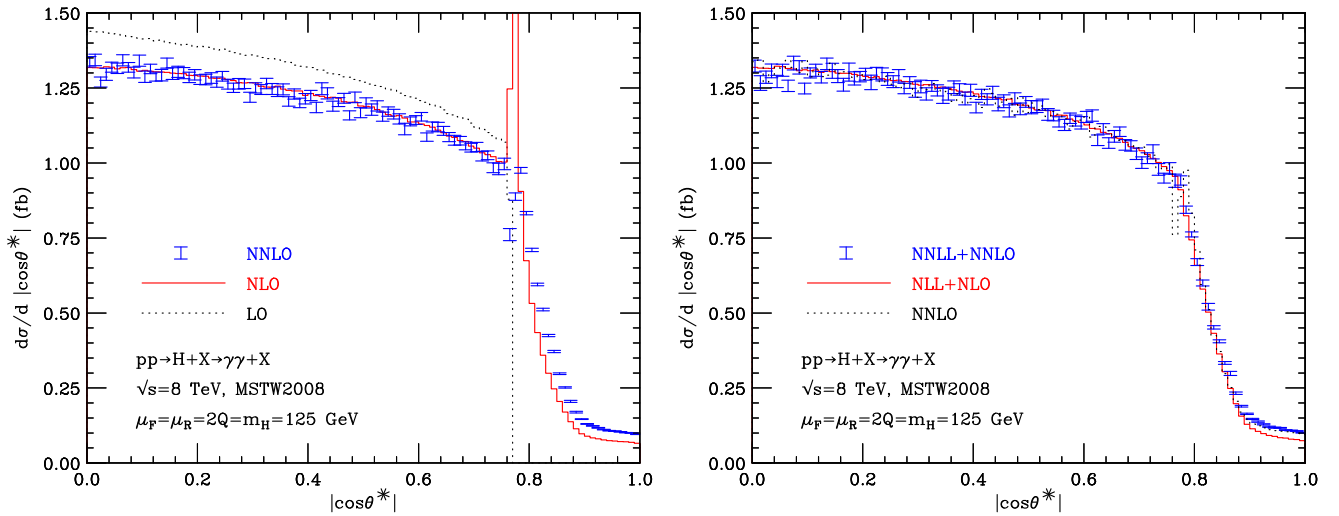 1.50
1.25
1.00
0.75
0.50
0.25
0.00
dσ/d |cosθ*| (fb)
NNLO
NLO
LO
pp→H+X→γγ+X
√s=8 TeV, MSTW2008
μF=μR=2Q=mH=125 GeV
0.0 0.2 0.4 0.6 0.8 1.0
|cosθ*|
1.50
1.25
1.00
0.75
0.50
0.25
0.00
dσ/d |cosθ*| (fb)
NNLL+NNLO
NLL+NLO
NNLO
pp→H+X→γγ+X
√s=8 TeV, MSTW2008
μF=μR=2Q=mH=125 GeV
0.0 0.2 0.4 0.6 0.8 1.0
|cosθ*|